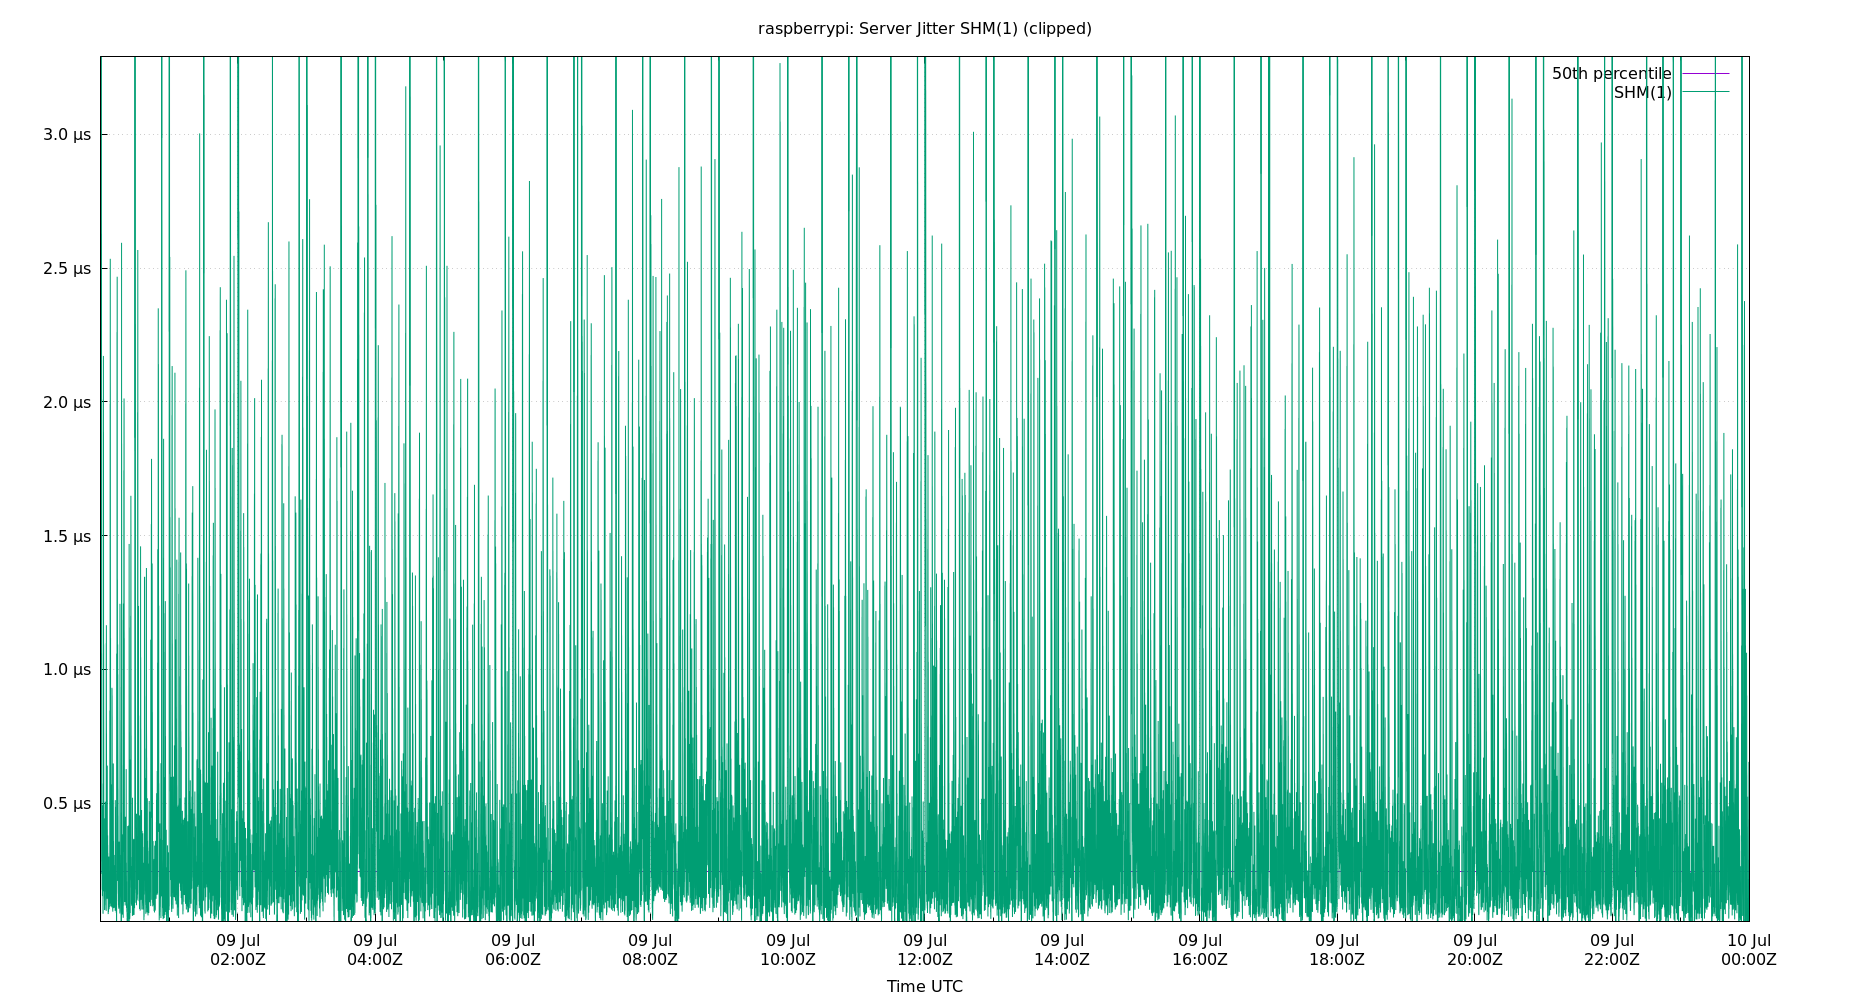 raspberrypi: Server Jitter SHM(1) (clipped)
50th percentile
SHM(1)
3.0 µs
2.5 µs
2.0 µs
1.5 µs
1.0 µs
0.5 µs
09 Jul 09 Jul 09 Jul 09 Jul 09 Jul 09 Jul 09 Jul 09 Jul 09 Jul 09 Jul 09 Jul 10 Jul
02:00Z 04:00Z 06:00Z 08:00Z 10:00Z 12:00Z 14:00Z 16:00Z 18:00Z 20:00Z 22:00Z 00:00Z
Time UTC